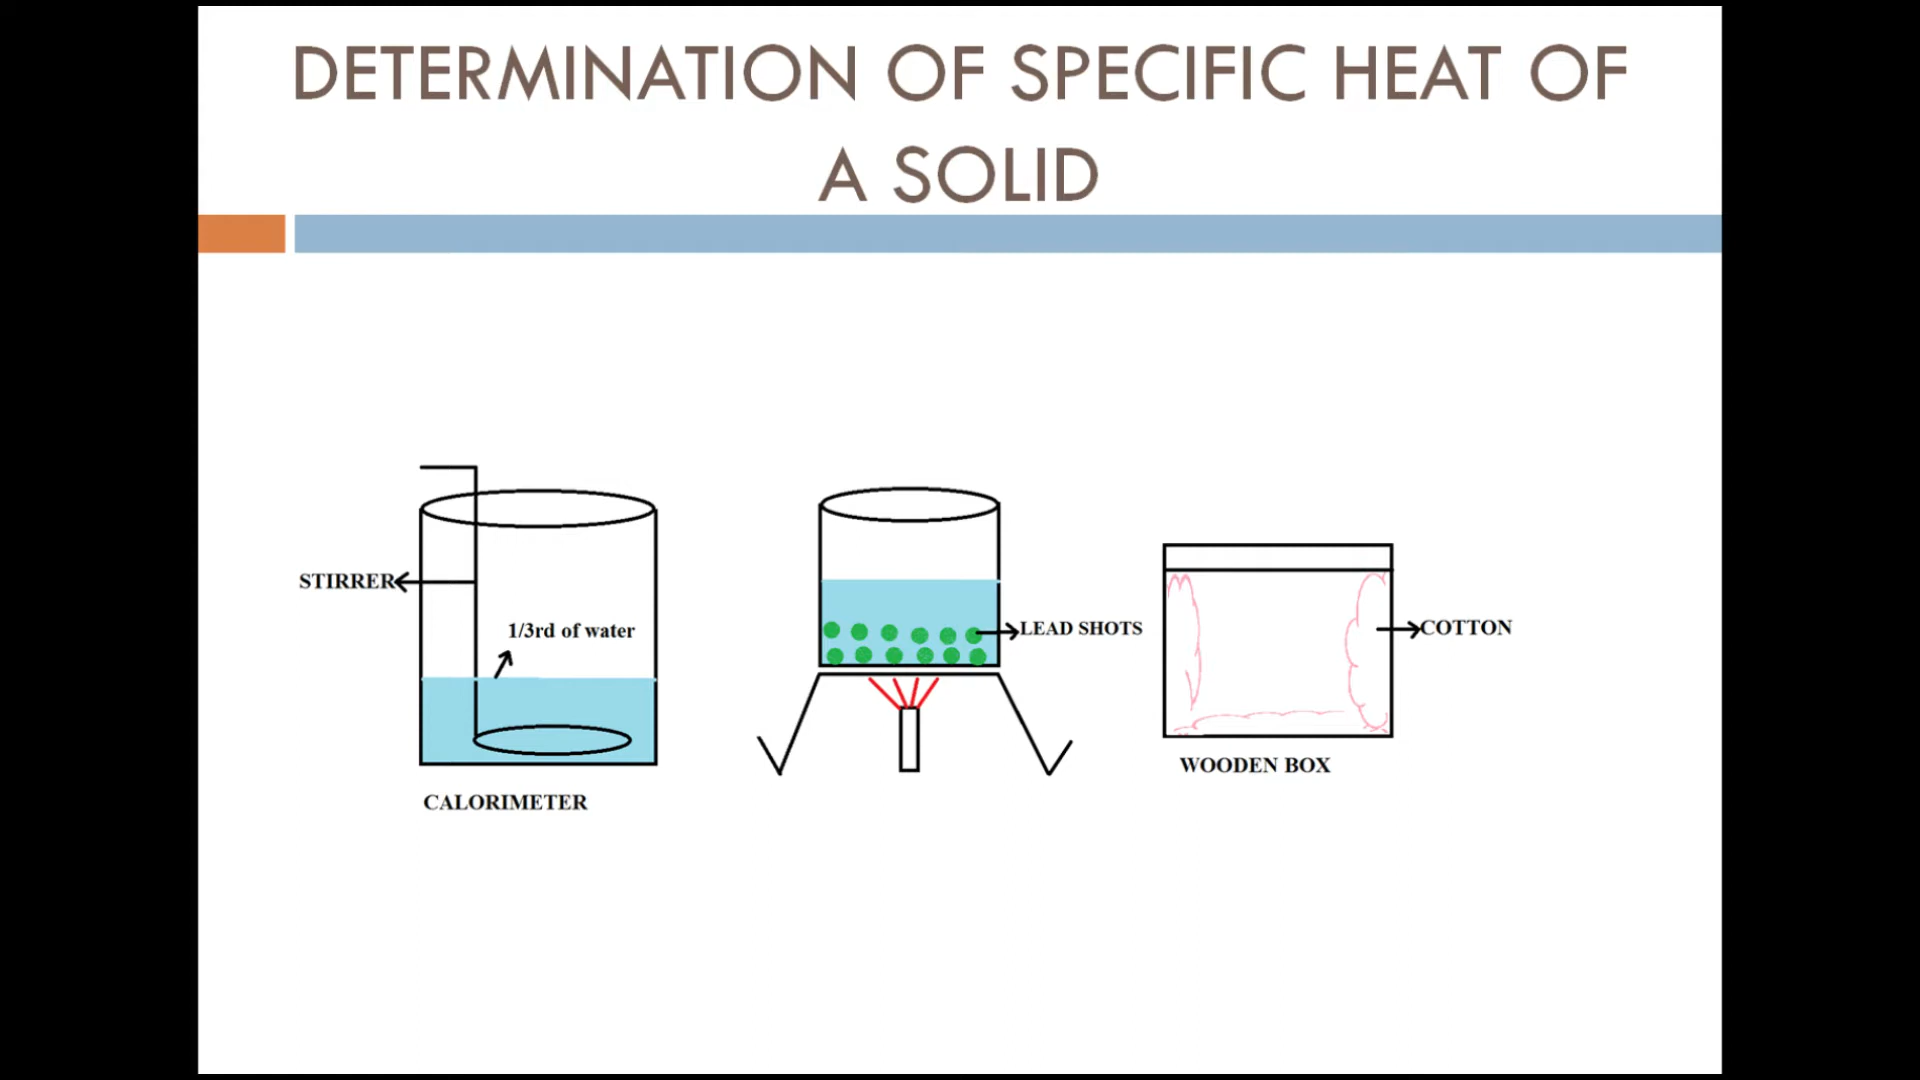 DETERMINATION OF SPECIFIC HEAT OF
A SOLID
STIRRER
1/3rd of water
CALORIMETER
LEAD SHOTS
COTTON
WOODEN BOX